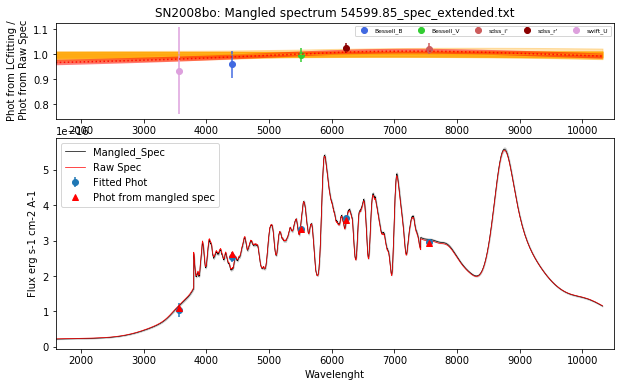 SN2008bo: Mangled spectrum 54599.85_spec_extended.txt
Phot from LCfitting /
Phot from Raw Spec
1.1
1.0
0.9
0.8
Bessell_B
Bessell_V
sdss_i'
sdss_r'
swift_U
2000 3000 4000 5000 6000 7000 8000 9000 10000
1e−16
Flux erg s-1 cm-2 A-1
5
4
3
2
1
0
Mangled_Spec
Raw Spec
Fitted Phot
Phot from mangled spec
2000 3000 4000 5000 6000 7000 8000 9000 10000
Wavelenght